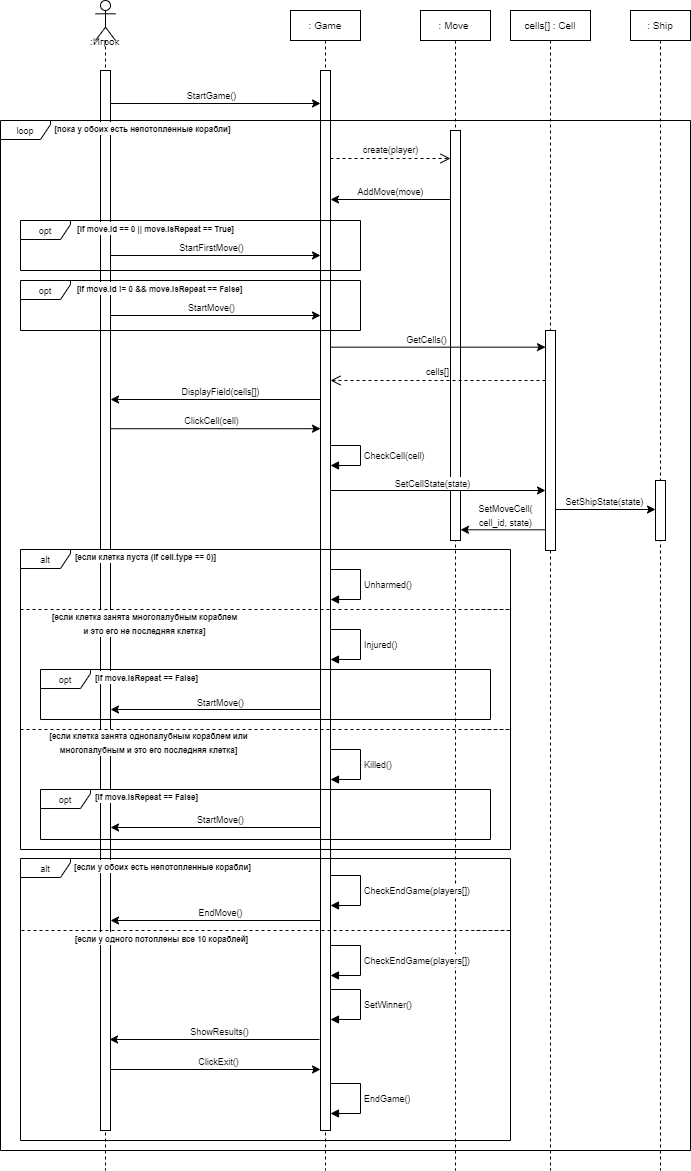 :Игрок
: Game
: Move
cells[] : Cell
: Ship
StartGame()
loop
[пока у обоих есть непотопленные корабли]
create(player)
AddMove(move)
opt
[if move.id == 0 || move.isRepeat == True]
StartFirstMove()
opt
[if move.id != 0 && move.isRepeat == False]
StartMove()
GetCells()
cells[]
DisplayField(cells[])
ClickCell(cell)
CheckCell(cell)
SetCellState(state)
SetShipState(state)
SetMoveCell(
cell_id, state)
alt
[если клетка пуста (if cell.type == 0)]
Unharmed()
[если клетка занята многопалубным кораблем
и это его не последняя клетка]
Injured()
opt
[if move.isRepeat == False]
StartMove()
[если клетка занята однопалубным кораблем или
многопалубным и это его последняя клетка]
Killed()
opt
[if move.isRepeat == False]
StartMove()
alt
[если у обоих есть непотопленные корабли]
CheckEndGame(players[])
EndMove()
[если у одного потоплены все 10 кораблей]
CheckEndGame(players[])
SetWinner()
ShowResults()
ClickExit()
EndGame()